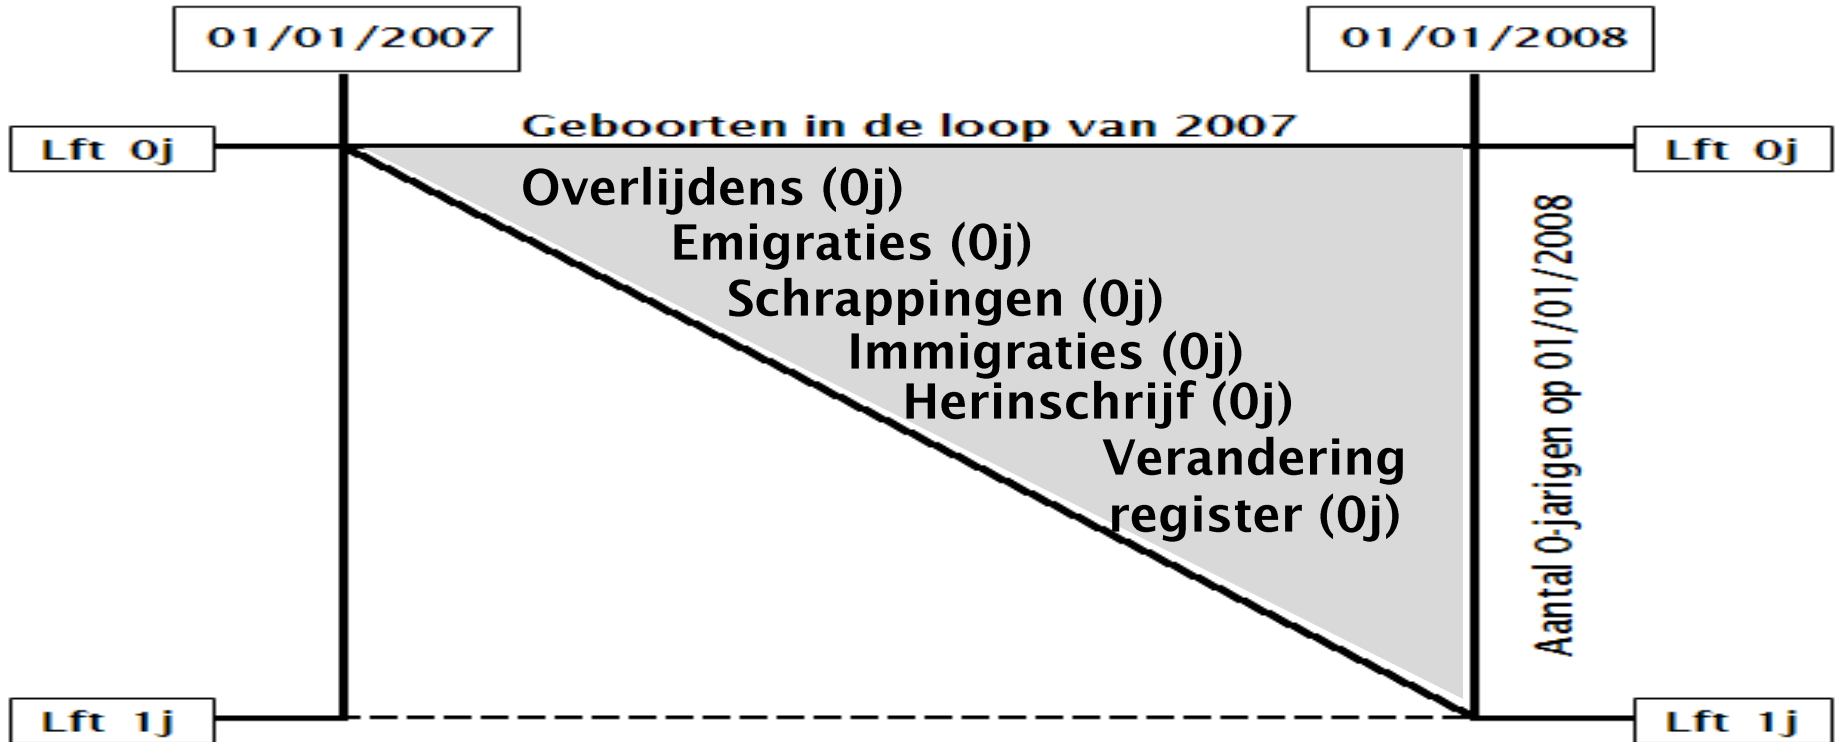 01/01/2007
01/01/2008
Geboorten in de loop van 2007
Lft 0j
Lft 0j
Overlijdens (0j)
Emigraties (0j)
Schrappingen (0j)
Immigraties (0j)
Herinschrijf (0j)
Verandering
register (0j)
Aantal 0-jarigen op 01/01/2008
Lft 1j
Lft 1j